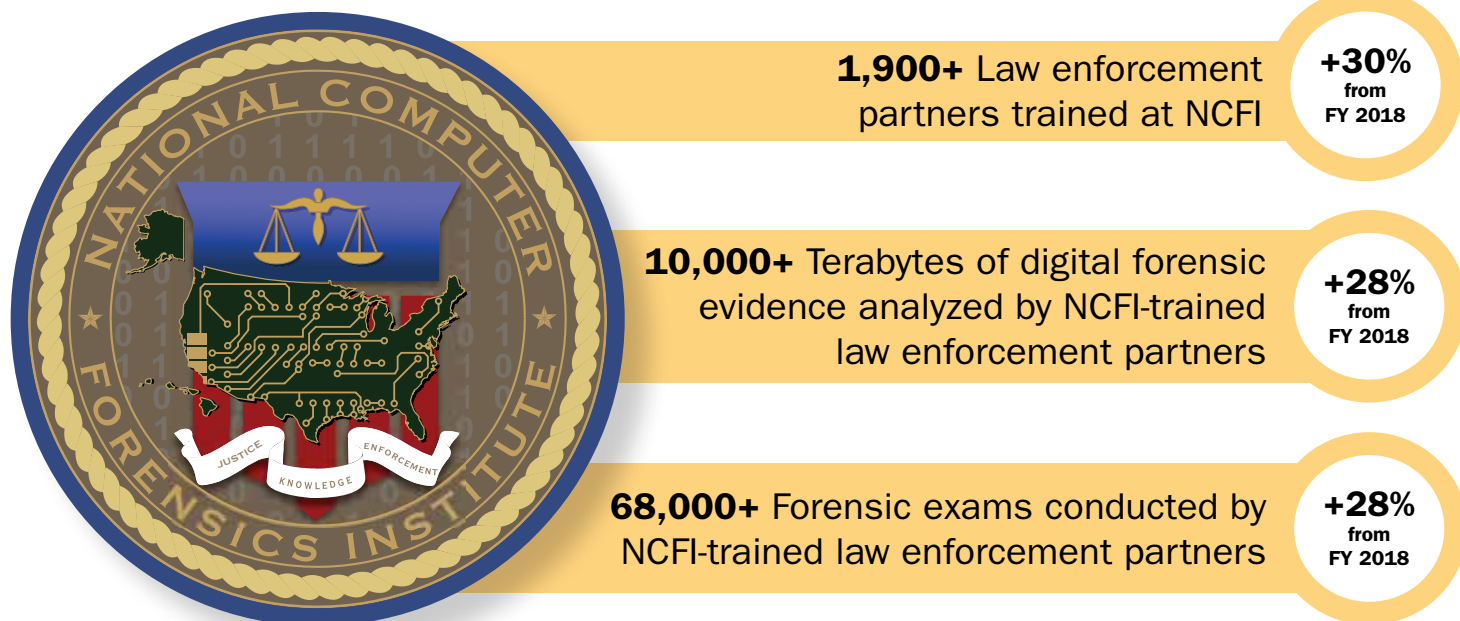 NATIONAL COMPUTER
FORENSICS INSTITUTE
JUSTICE
KNOWLEDGE
ENFORCEMENT
1,900+ Law enforcement
partners trained at NCFI
+30%
from
FY 2018
10,000+ Terabytes of digital forensic
evidence analyzed by NCFI-trained
law enforcement partners
+28%
from
FY 2018
68,000+ Forensic exams conducted by
NCFI-trained law enforcement partners
+28%
from
FY 2018